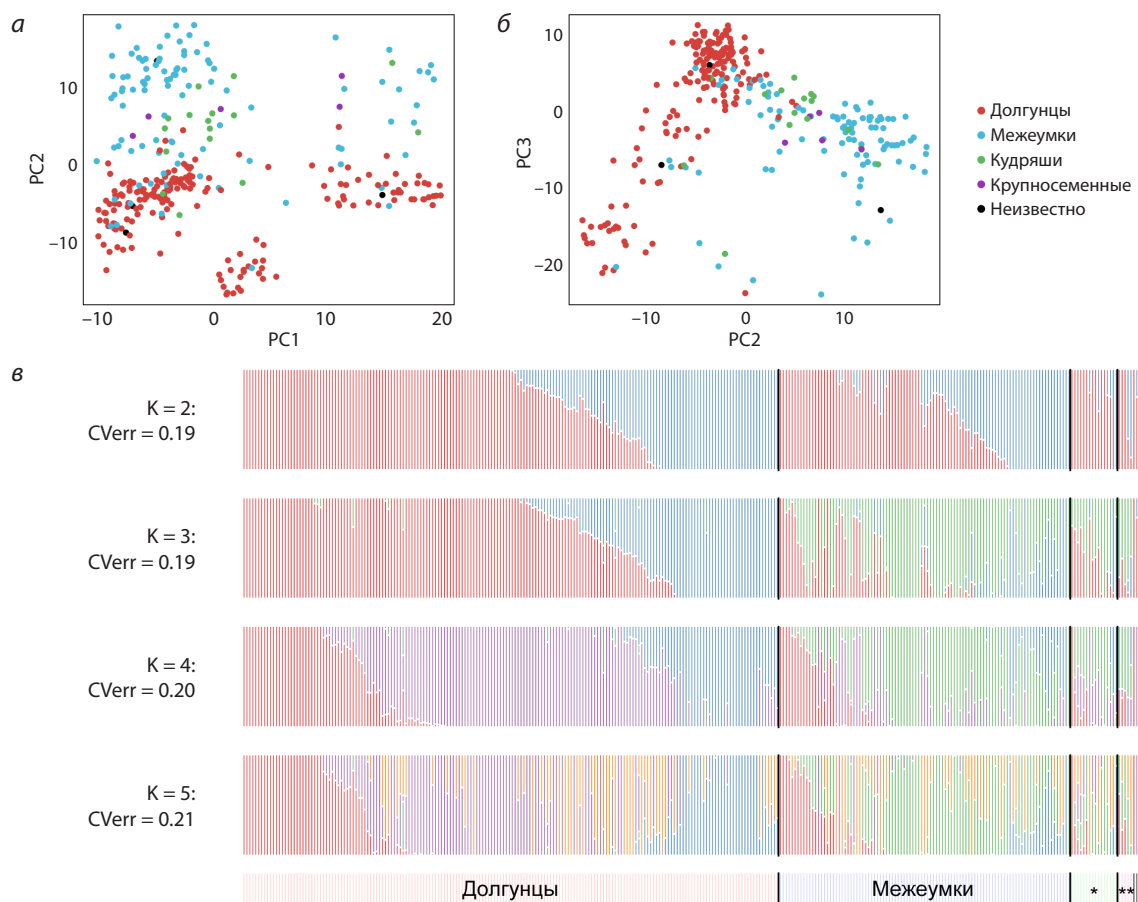 а
10
0
−10
PC2
−10
0
10
20
PC1
б
10
0
−10
−20
PC3
−10
0
10
PC2
Долгунцы
Межеумки
Кудряши
Крупносеменные
Неизвестно
в
K = 2:
CVerr = 0.19
K = 3:
CVerr = 0.19
K = 4:
CVerr = 0.20
K = 5:
CVerr = 0.21
Долгунцы
Межеумки
*
**